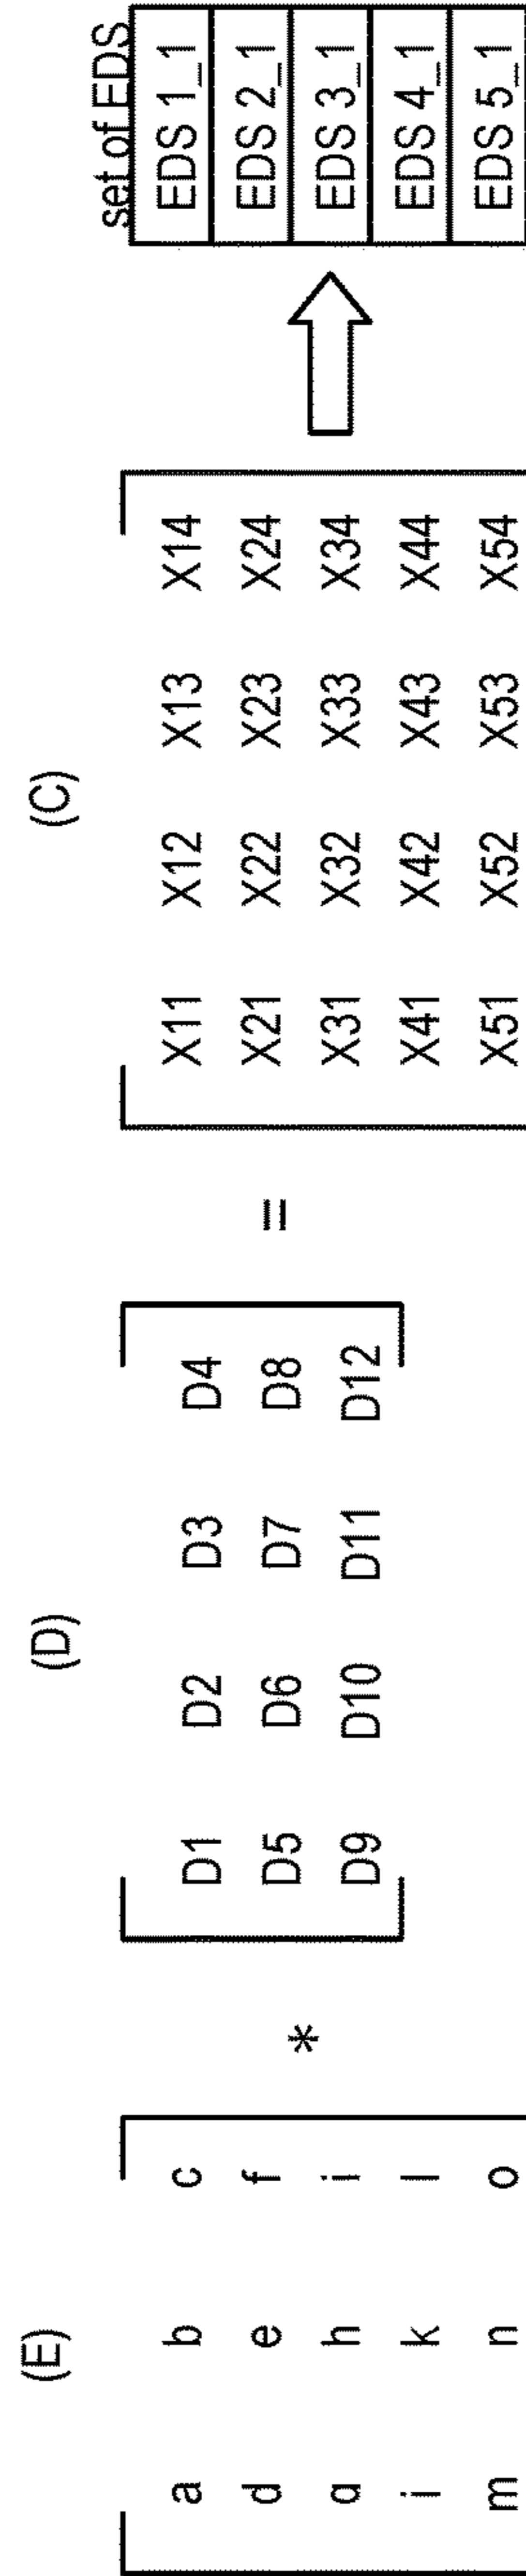 (E) (D) (C)
set of EDS
a b c * D1 D2 D3 D4 = X11 X12 X13 X14 EDS 1_1
d e f D5 D6 D7 D8 X21 X22 X23 X24 EDS 2_1
g h i D9 D10 D11 D12 X31 X32 X33 X34 EDS 3_1
j k l X41 X42 X43 X44 EDS 4_1
m n o X51 X52 X53 X54 EDS 5_1